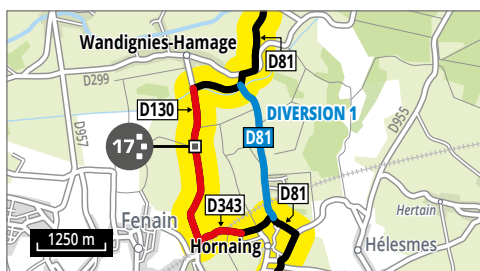 Wandignies-Hamage
D81
D299
D130
DIVERSION 1
D955
D957
17
D81
D343
D81
Hertain
Fenain
Hornaing
Hélesmes
1250 m